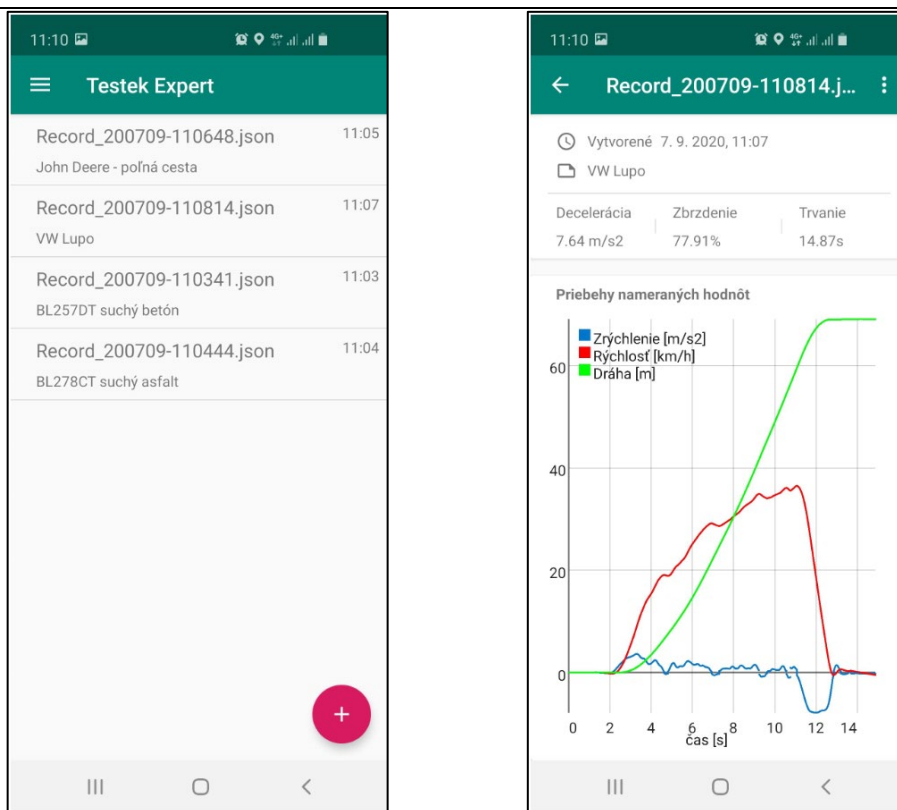 11:10
4G+
Testek Expert
Record_200709-110648.json 11:05
John Deere - poľná cesta
Record_200709-110814.json 11:07
VW Lupo
Record_200709-110341.json 11:03
BL257DT suchý betón
Record_200709-110444.json 11:04
BL278CT suchý asfalt
+
11:10
4G+
Record_200709-110814.j...
Vytvorené 7. 9. 2020, 11:07
VW Lupo
Decelerácia Zbrzdenie Trvanie
7.64 m/s2 77.91% 14.87s
Priebehy nameraných hodnôt
Zrýchlenie [m/s2]
Rýchlosť [km/h]
Dráha [m]
60
40
20
0
0 2 4 6 8 10 12 14
čas [s]